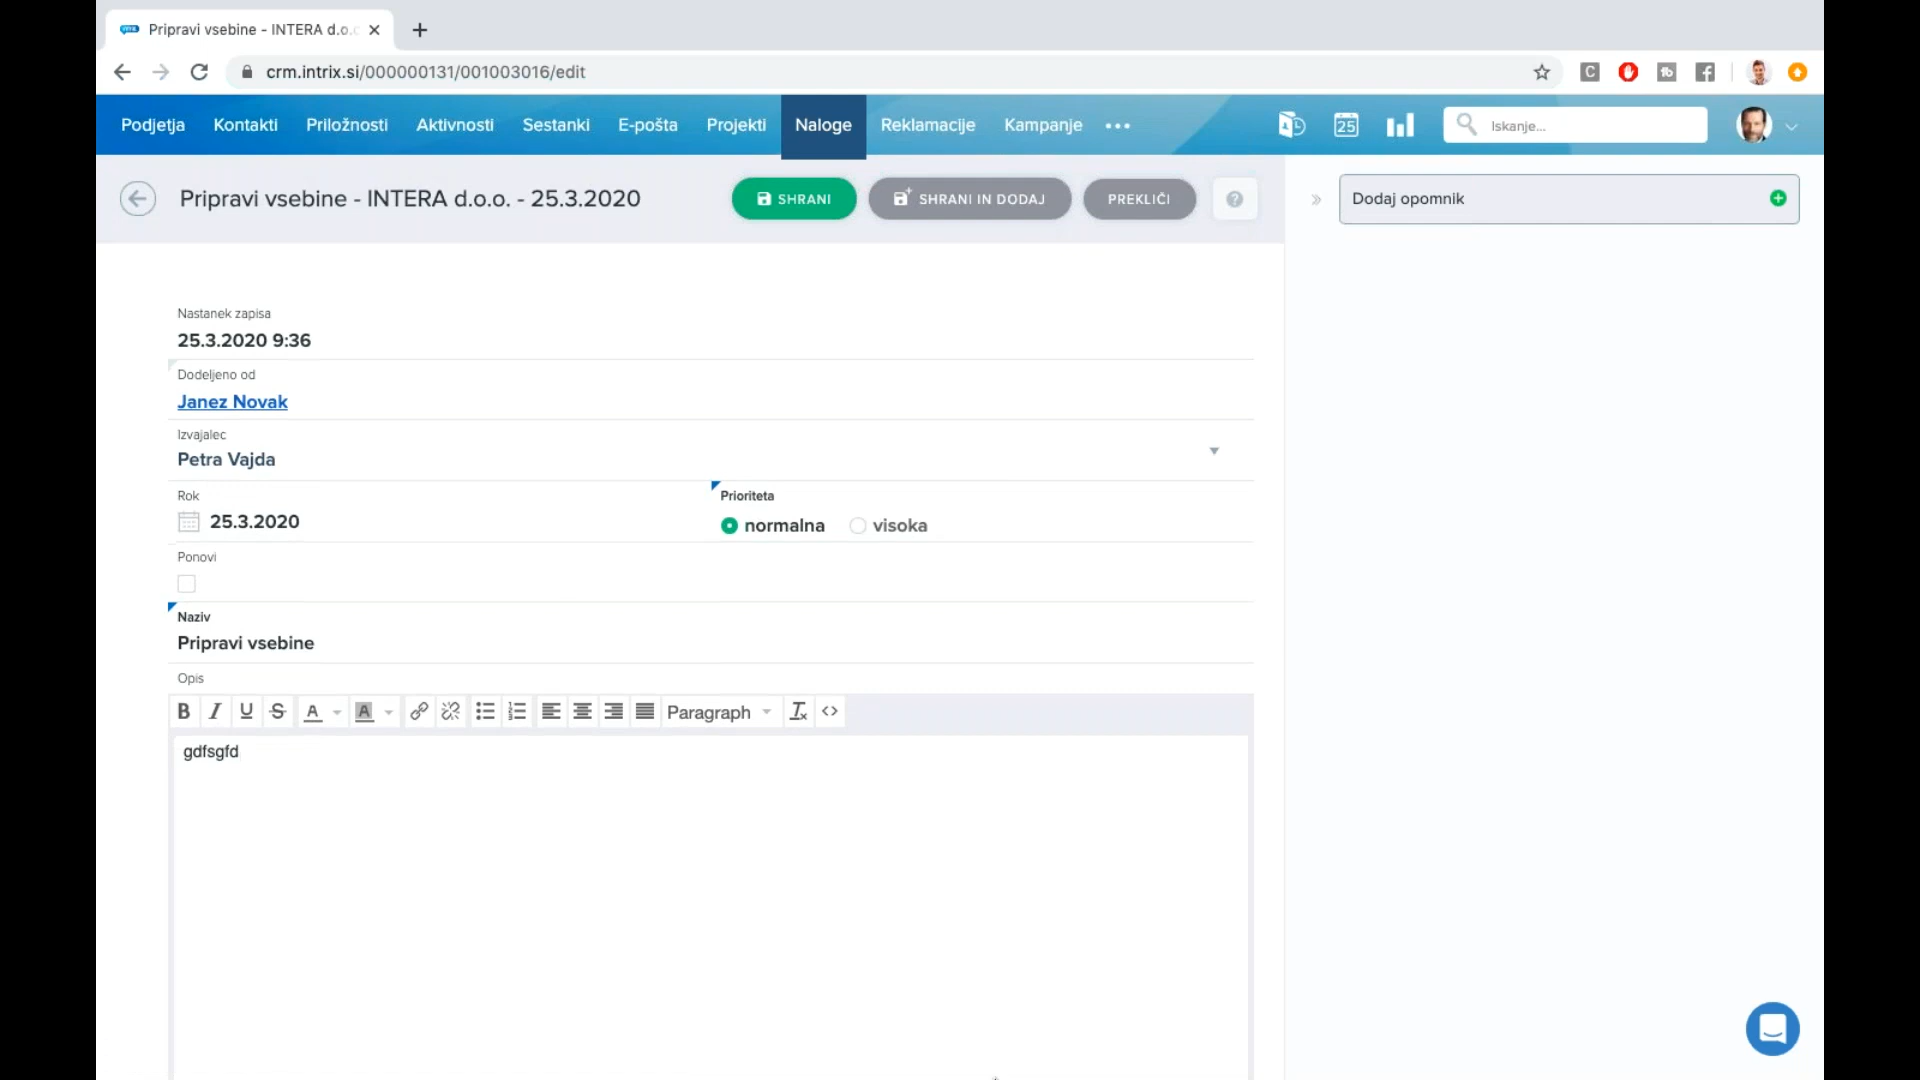 Pripravi vsebine - INTERA d.o.
crm.intrix.si/000000131/001003016/edit
Podjetja Kontakti Priložnosti Aktivnosti Sestanki E-pošta Projekti Naloge Reklamacije Kampanje 25 Iskanje...
Pripravi vsebine - INTERA d.o.o. - 25.3.2020 SHRANI SHRANI IN DODAJ PREKLIČI ? Dodaj opomnik
Nastanek zapisa
25.3.2020 9:36
Dodeljeno od
Janez Novak
Izvajalec
Petra Vajda
Rok Prioriteta
25.3.2020 normalna visoka
Ponovi
Naziv
Pripravi vsebine
Opis
B I U S A A Paragraph
gdfsgfd